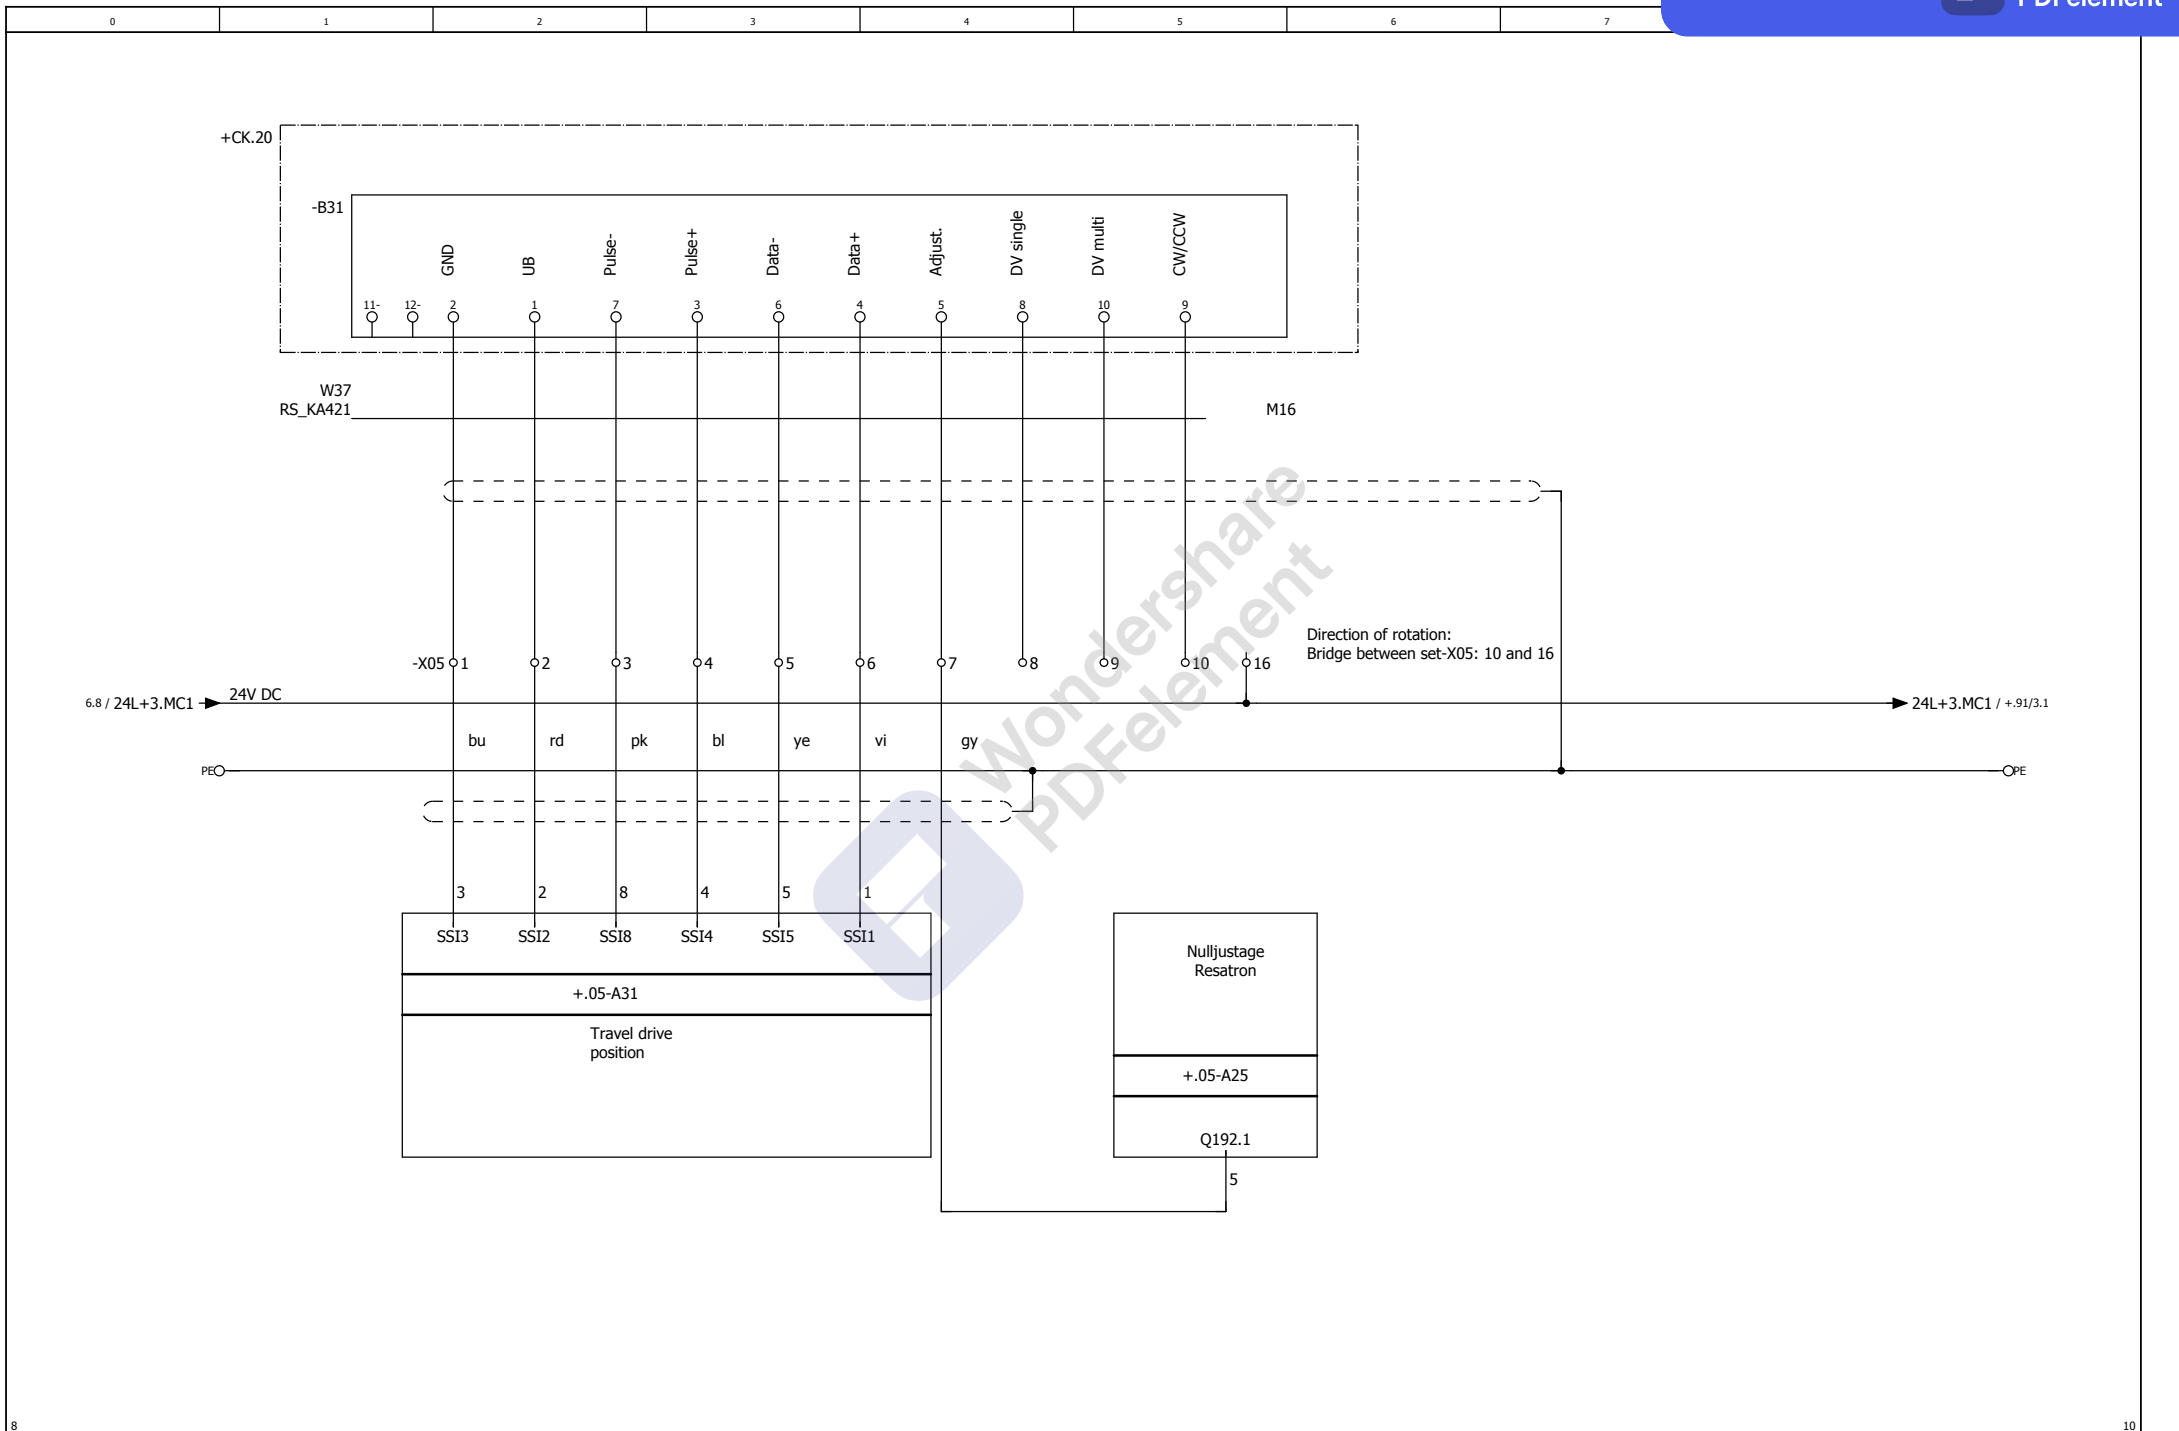 0 1 2 3 4 5 6 7
PDFelement
+CK.20
-B31
GND UB Pulse- Pulse+ Data- Data+ Adjust. DV single DV multi CW/CCW
11- 12- 2 1 7 3 6 4 5 8 10 9
W37
RS_KA421
M16
Direction of rotation:
Bridge between set-X05: 10 and 16
-X05 1 2 3 4 5 6 7 8 9 10 16
6.8 / 24L+3.MC1 24V DC 24L+3.MC1 / +.91/3.1
bu rd pk bl ye vi gy
PE PE
3 2 8 4 5 1
SSI3 SSI2 SSI8 SSI4 SSI5 SSI1
+.05-A31
Travel drive
position
Nulljustage
Resatron
+.05-A25
Q192.1
5
8 10
Wondershare
PDFelement